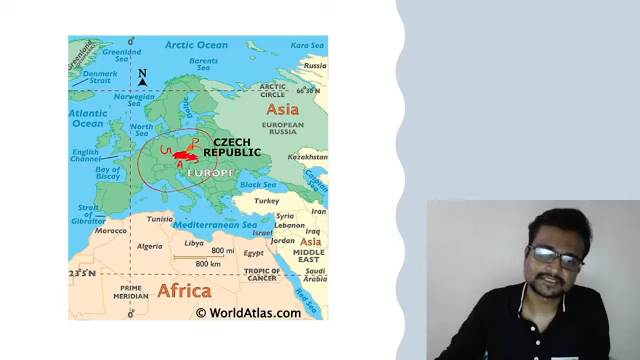 0°
Arctic Ocean
Kara Sea
Greenland
Greenland
Sea
Barents
Sea
Russia
Denmark
Strait
N
ARCTIC
CIRCLE
66°30'N
Norwegian
Sea
Asia
Baltic
Atlantic
Ocean
EUROPEAN
RUSSIA
North
Sea
G
P
CZECH
REPUBLIC
English
Channel
Kazakhstan
A
Bay of
Biscay
EUROPE
Caspian
Sea
Black Sea
Strait of
Gibraltar
Turkey
Tunisia
Syria
Iran
Mediterranean Sea
Lebanon
Morocco
Israel
Iraq
Jordan
Asia
Algeria
Libya
800 mi
Egypt
MIDDLE
EAST
800 km
23°5'N
TROPIC OF
CANCER
Saudi
Arabia
PRIME
MERIDIAN
Africa
Red Sea
0°
© WorldAtlas.com